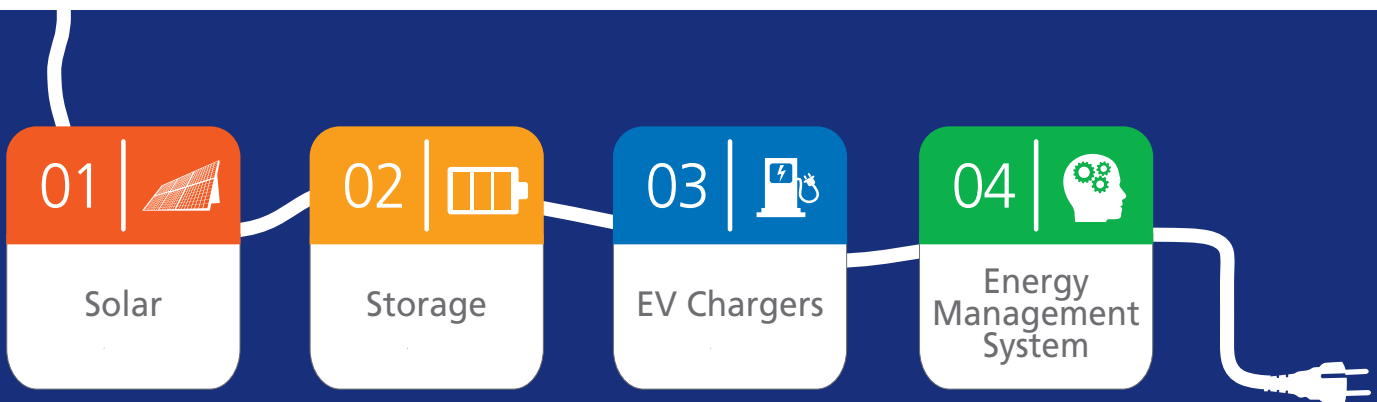 01
Solar
02
Storage
03
EV Chargers
04
Energy
Management
System